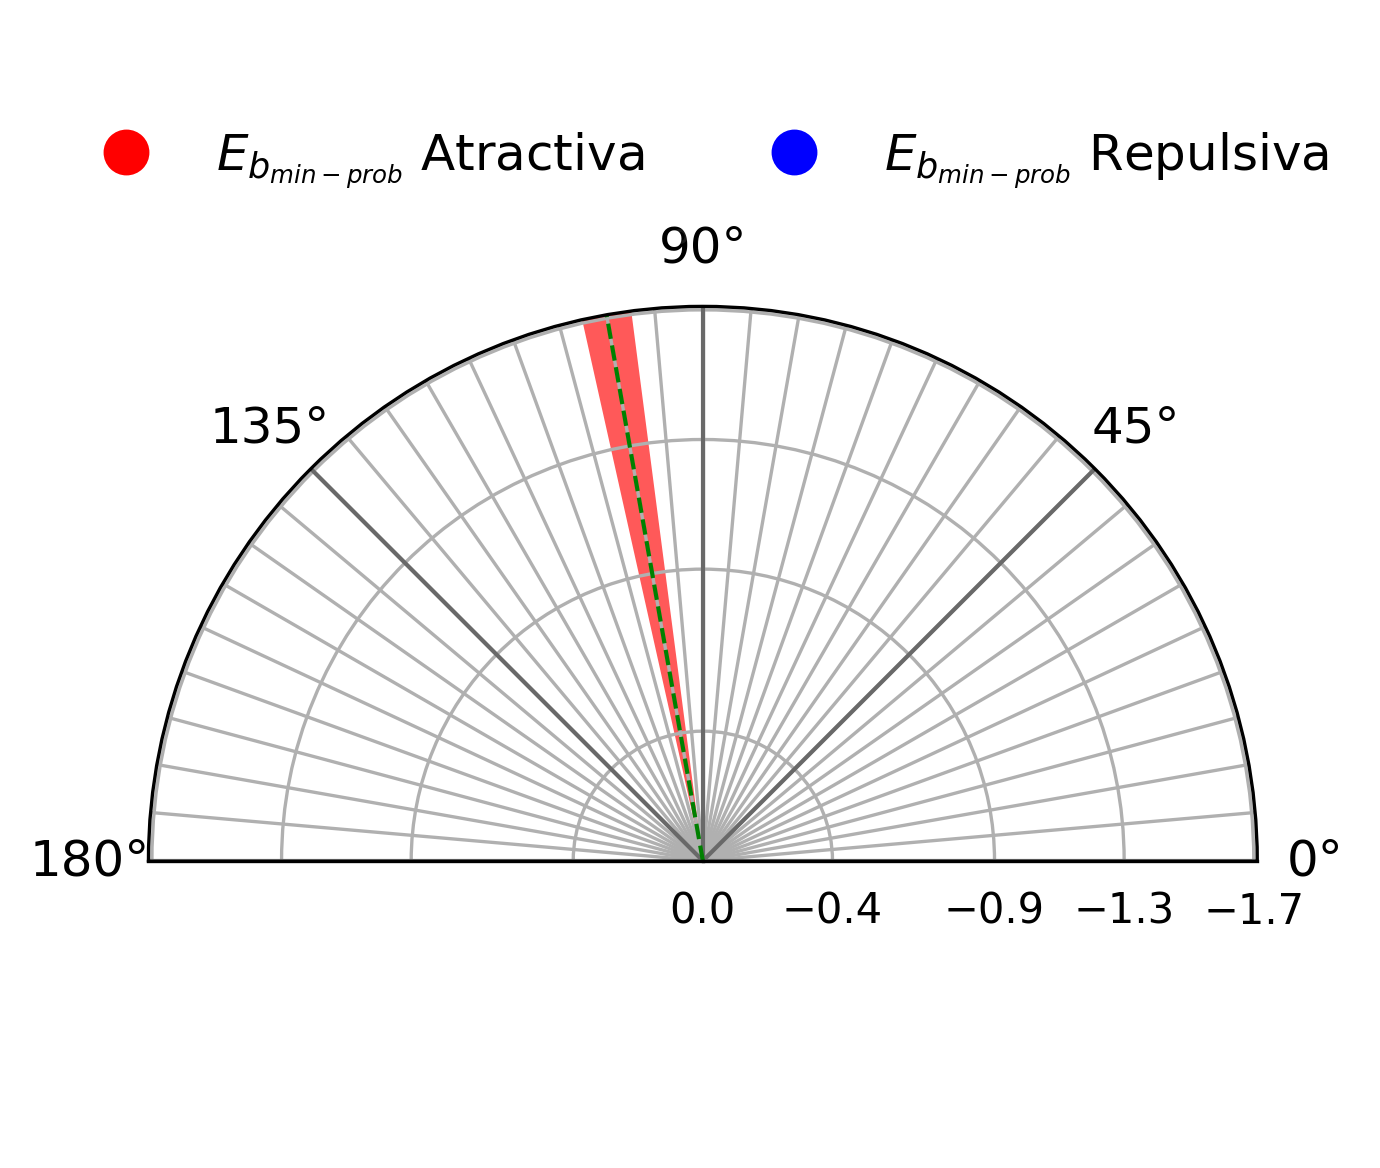 E_{b_{min-prob}} Atractiva E_{b_{min-prob}} Repulsiva
90°
135° 45°
180° 0°
0.0 −0.4 −0.9 −1.3 −1.7